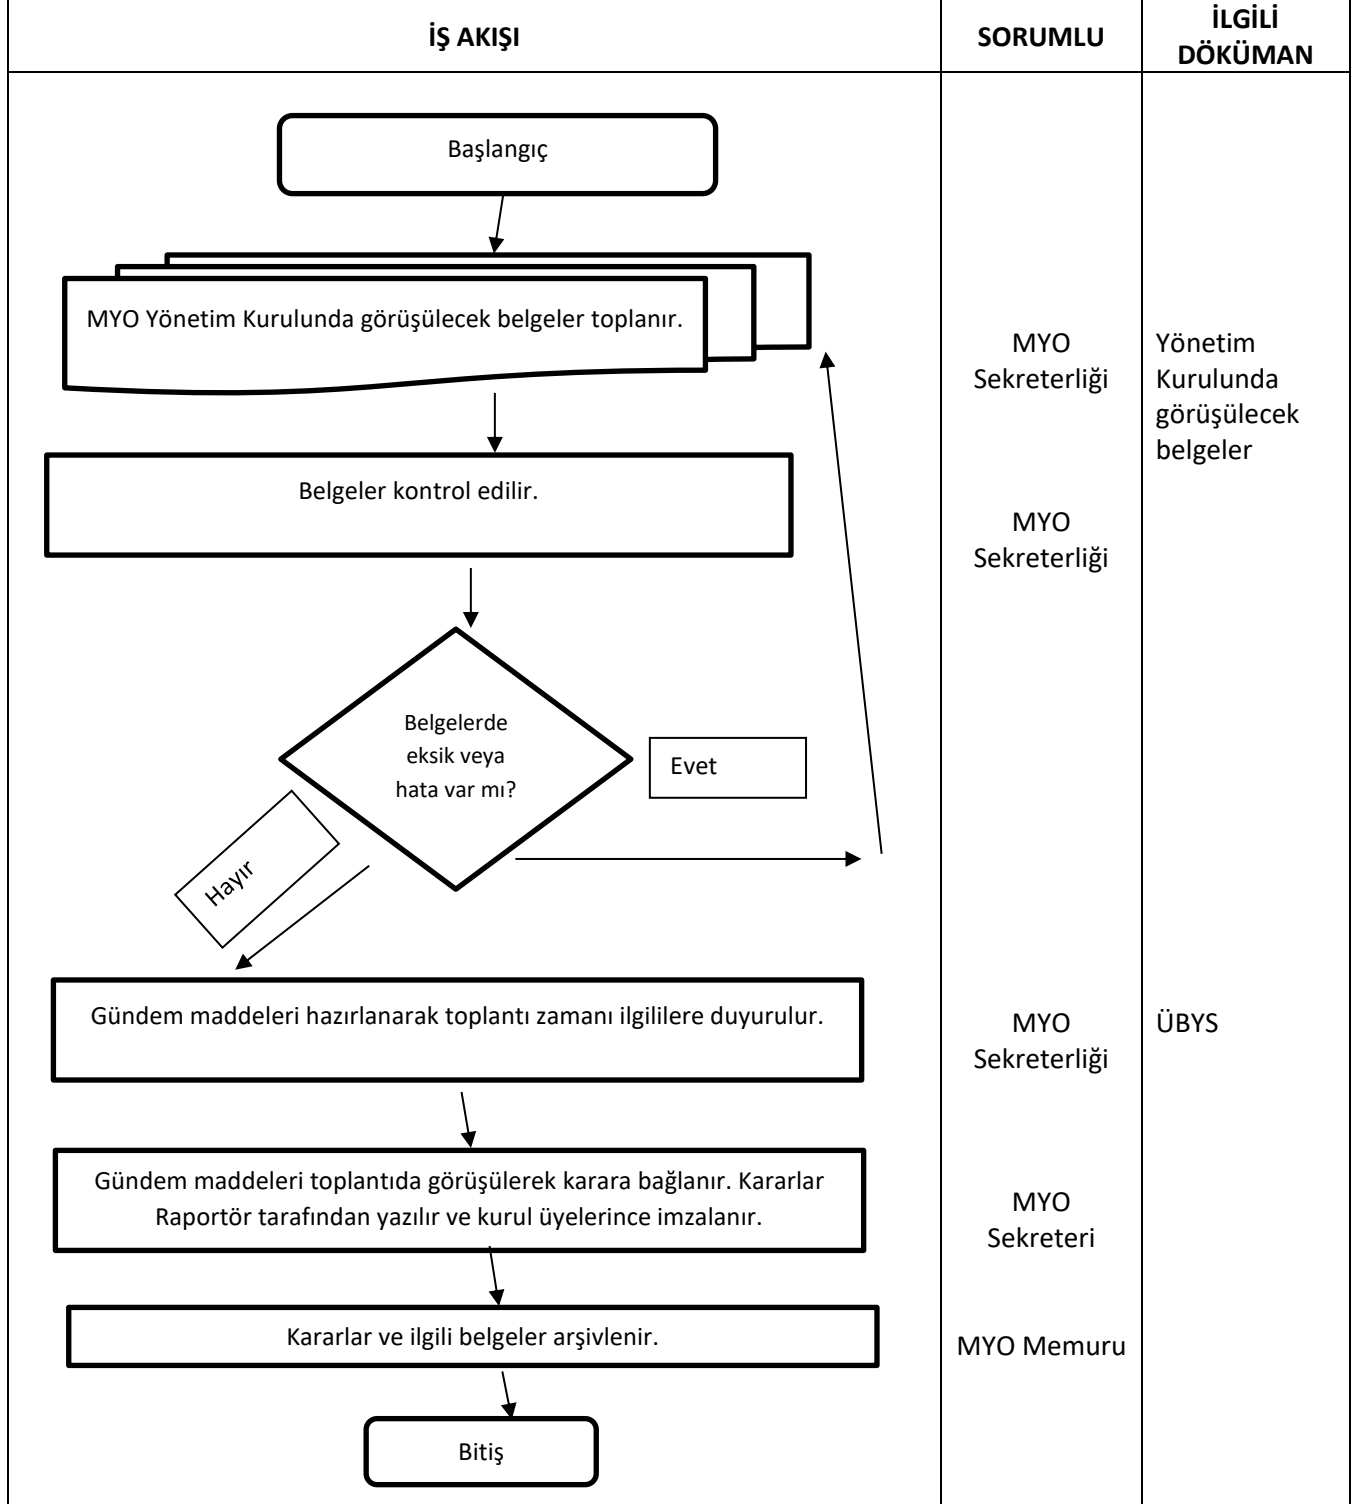 İŞ AKIŞI
SORUMLU
İLGİLİ
DÖKÜMAN
Başlangıç
MYO Yönetim Kurulunda görüşülecek belgeler toplanır.
MYO
Sekreterliği
Yönetim
Kurulunda
görüşülecek
belgeler
Belgeler kontrol edilir.
MYO
Sekreterliği
Belgelerde
eksik veya
hata var mı?
Evet
Hayır
Gündem maddeleri hazırlanarak toplantı zamanı ilgililere duyurulur.
MYO
Sekreterliği
ÜBYS
Gündem maddeleri toplantıda görüşülerek karara bağlanır. Kararlar
Raportör tarafından yazılır ve kurul üyelerince imzalanır.
MYO
Sekreteri
Kararlar ve ilgili belgeler arşivlenir.
MYO Memuru
Bitiş